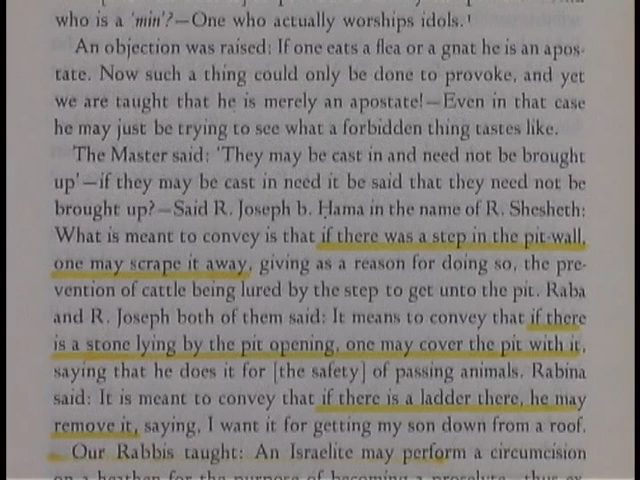 who is a 'min'?—One who actually worships idols.¹
An objection was raised: If one eats a flea or a gnat he is an apos-
tate. Now such a thing could only be done to provoke, and yet
we are taught that he is merely an apostate!—Even in that case
he may just be trying to see what a forbidden thing tastes like.
The Master said: 'They may be cast in and need not be brought
up'—if they may be cast in need it be said that they need not be
brought up?—Said R. Joseph b. Ḥama in the name of R. Shesheth:
What is meant to convey is that if there was a step in the pit-wall,
one may scrape it away, giving as a reason for doing so, the pre-
vention of cattle being lured by the step to get unto the pit. Raba
and R. Joseph both of them said: It means to convey that if there
is a stone lying by the pit opening, one may cover the pit with it,
saying that he does it for [the safety] of passing animals. Rabina
said: It is meant to convey that if there is a ladder there, he may
remove it, saying, I want it for getting my son down from a roof.
Our Rabbis taught: An Israelite may perform a circumcision
on a heathen for the purpose of becoming a proselyte